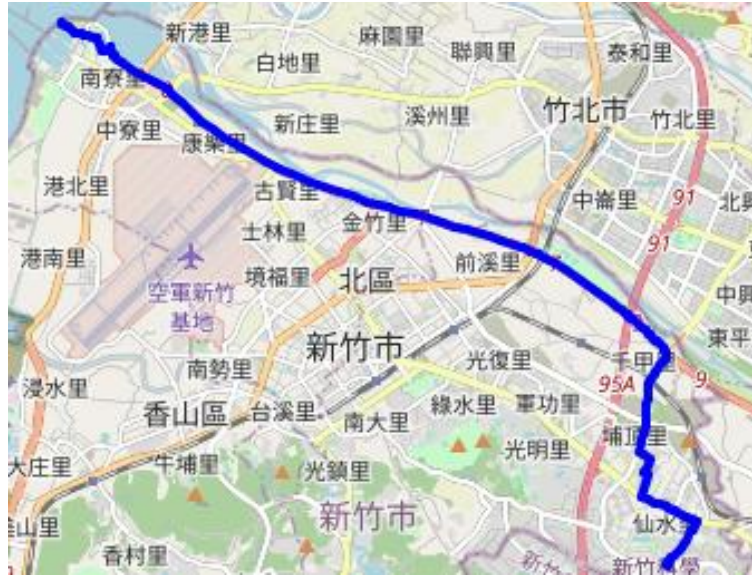 新港里
麻園里
聯興里
泰和里
白地里
南寮里
溪州里
竹北市
竹北里
中寮里
新庄里
康樂里
港北里
古賢里
中崙里
91
士林里
金竹里
91
港南里
前溪里
境福里
北區
空軍新竹
基地
中興
新竹市
東平
南勢里
光復里
千甲里
浸水里
95A
9
香山區
台溪里
南大里
綠水里
軍功里
埔頂里
大庄里
牛埔里
光鎮里
光明里
新竹市
仙水里
香村里
新竹科學